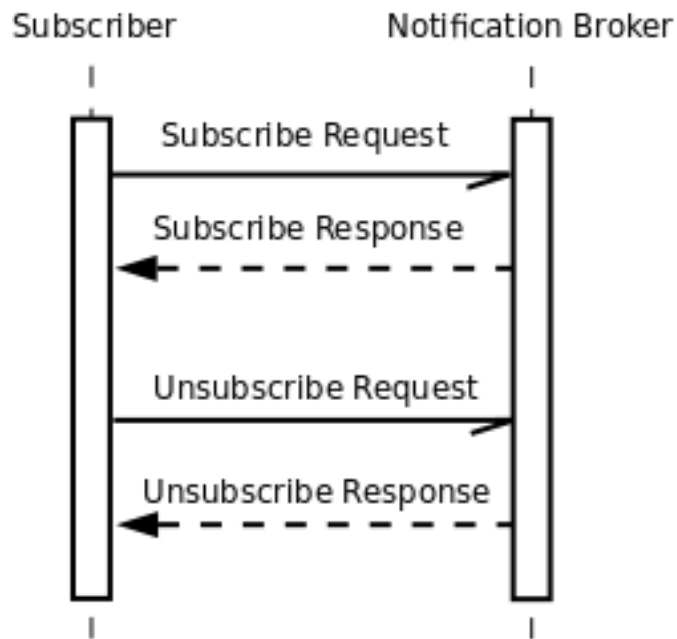 Subscriber
Notification Broker
Subscribe Request
Subscribe Response
Unsubscribe Request
Unsubscribe Response